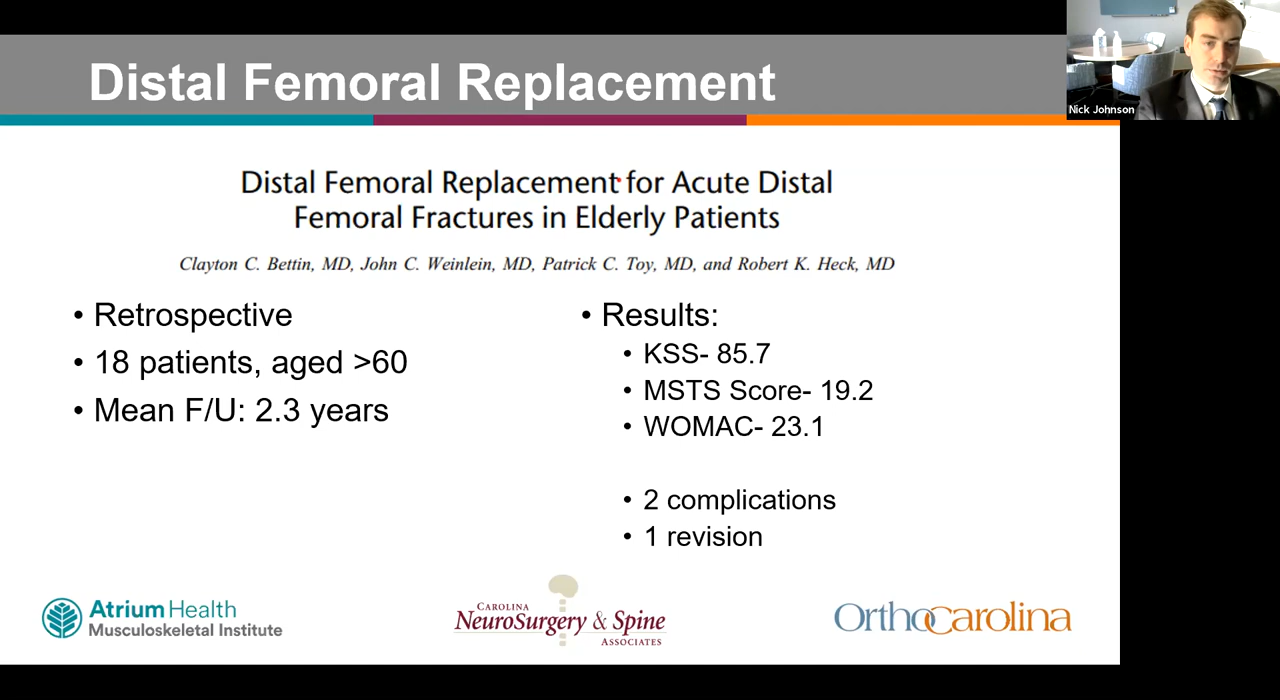 Distal Femoral Replacement
Nick Johnson
Distal Femoral Replacement for Acute Distal
Femoral Fractures in Elderly Patients
Clayton C. Bettin, MD, John C. Weinlein, MD, Patrick C. Toy, MD, and Robert K. Heck, MD
• Retrospective
• 18 patients, aged >60
• Mean F/U: 2.3 years
• Results:
• KSS- 85.7
• MSTS Score- 19.2
• WOMAC- 23.1
• 2 complications
• 1 revision
Atrium Health
Musculoskeletal Institute
CAROLINA
NEUROSURGERY & SPINE
ASSOCIATES
OrthoCarolina